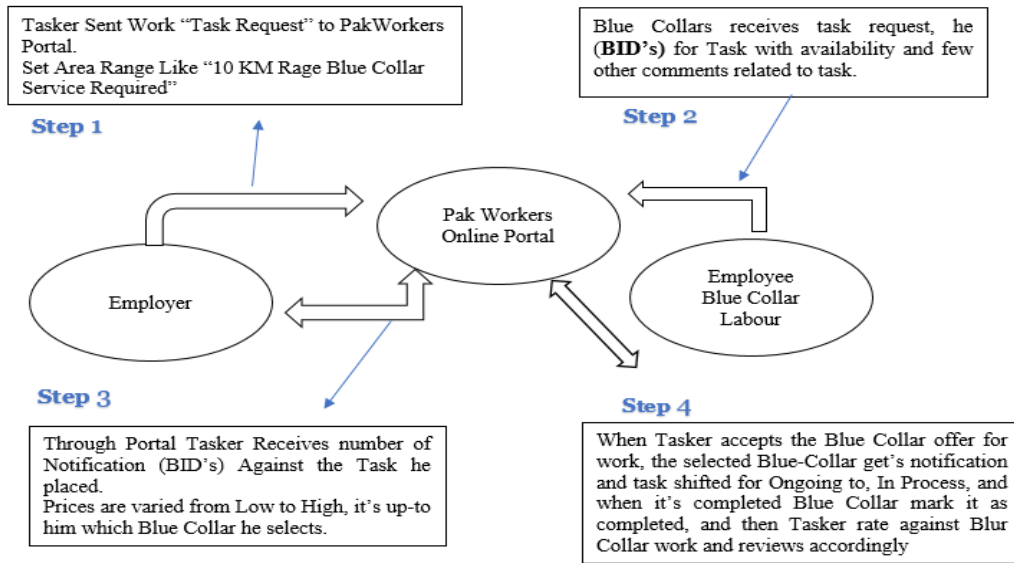 Tasker Sent Work “Task Request” to PakWorkers
Portal.
Set Area Range Like “10 KM Rage Blue Collar
Service Required”
Step 1
Blue Collars receives task request, he
(BID’s) for Task with availability and few
other comments related to task.
Step 2
Pak Workers
Online Portal
Employer
Employee
Blue Collar
Labour
Step 3
Through Portal Tasker Receives number of
Notification (BID’s) Against the Task he
placed.
Prices are varied from Low to High, it’s up-to
him which Blue Collar he selects.
Step 4
When Tasker accepts the Blue Collar offer for
work, the selected Blue-Collar get’s notification
and task shifted for Ongoing to, In Process, and
when it’s completed Blue Collar mark it as
completed, and then Tasker rate against Blur
Collar work and reviews accordingly